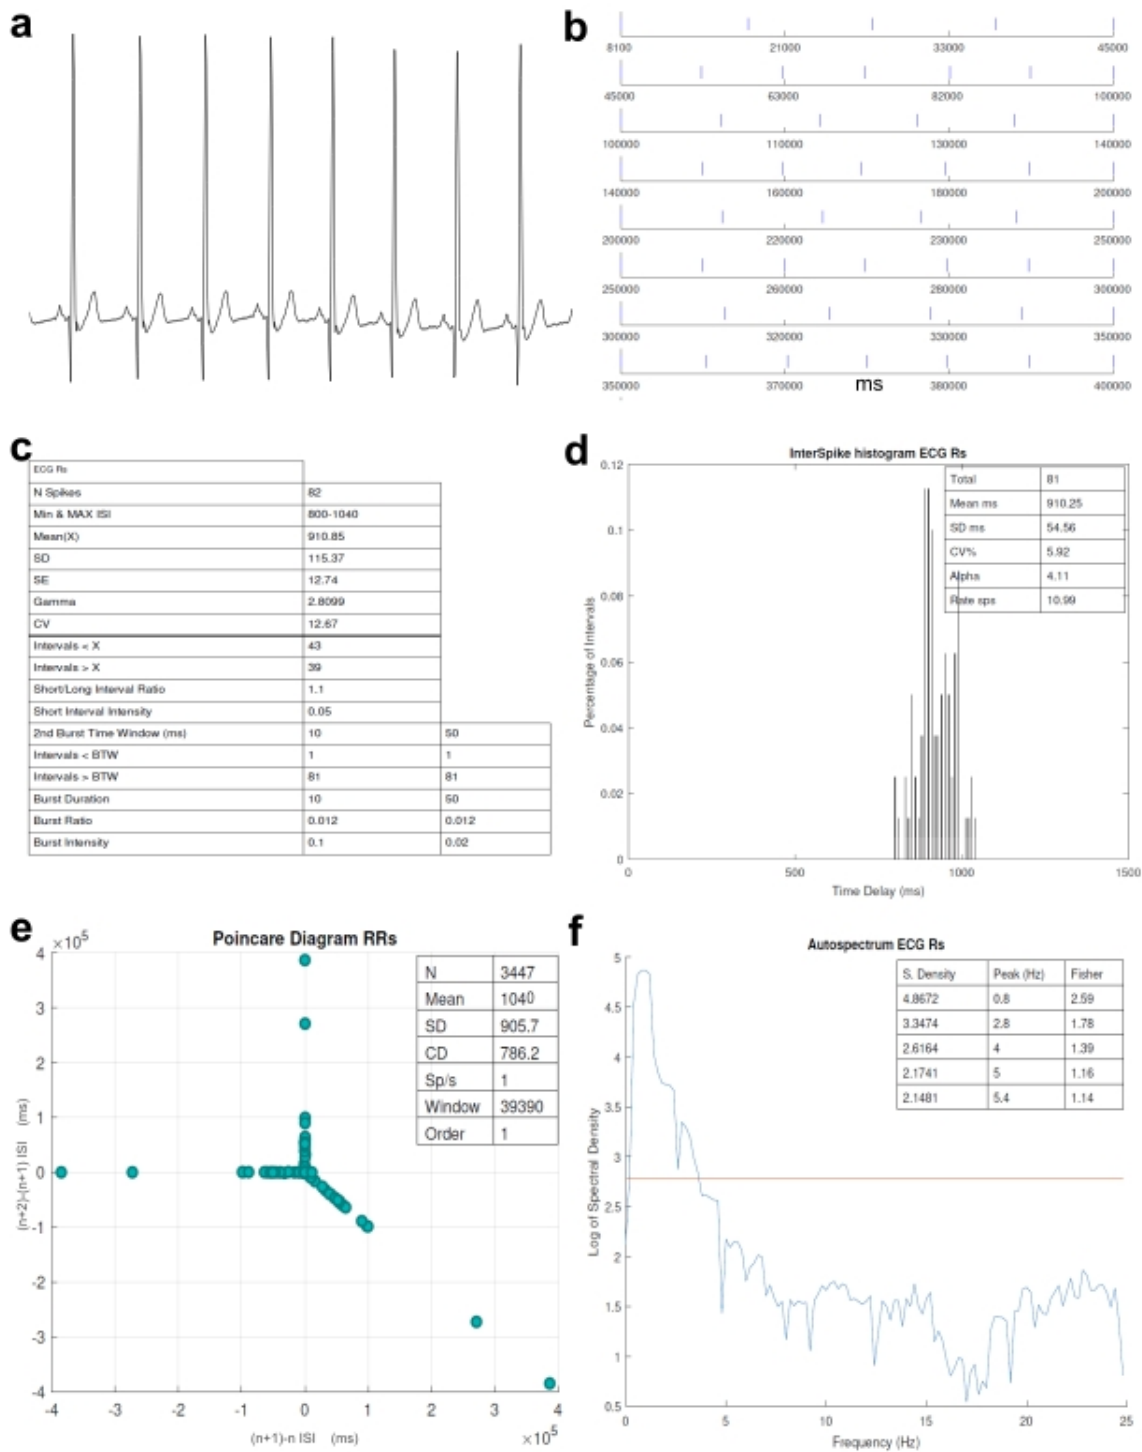 a
b
8100 21000 33000 45000
45000 63000 82000 100000
100000 110000 130000 140000
140000 160000 180000 200000
200000 220000 230000 250000
250000 260000 280000 300000
300000 320000 330000 350000
350000 370000 380000 400000
ms
c
ECG Rs
N Spikes 82
Min & MAX ISI 800-1040
Mean(X) 910.85
SD 115.37
SE 12.74
Gamma 2.8099
CV 12.67
Intervals < X 43
Intervals > X 39
Short/Long Interval Ratio 1.1
Short Interval Intensity 0.05
2nd Burst Time Window (ms) 10 50
Intervals < BTW 1 1
Intervals > BTW 81 81
Burst Duration 10 50
Burst Ratio 0.012 0.012
Burst Intensity 0.1 0.02
d
InterSpike histogram ECG Rs
Total 81
Mean ms 910.25
SD ms 54.56
CV% 5.92
Alpha 4.11
Rate sps 10.99
0.12
0.1
0.08
0.06
0.04
0.02
0
Percentage of Intervals
0 500 1000 1500
Time Delay (ms)
e
Poincare Diagram RRs
×10⁵
N 3447
Mean 1040
SD 905.7
CD 786.2
Sp/s 1
Window 39390
Order 1
4
3
2
1
0
-1
-2
-3
-4
(n+2)-(n+1) ISI (ms)
-4 -3 -2 -1 0 1 2 3 4
(n+1)-n ISI (ms)
×10⁵
f
Autospectrum ECG Rs
S. Density Peak (Hz) Fisher
4.8672 0.8 2.59
3.3474 2.8 1.78
2.6164 4 1.39
2.1741 5 1.16
2.1481 5.4 1.14
5
4.5
4
3.5
3
2.5
2
1.5
1
0.5
Log of Spectral Density
0 5 10 15 20 25
Frequency (Hz)